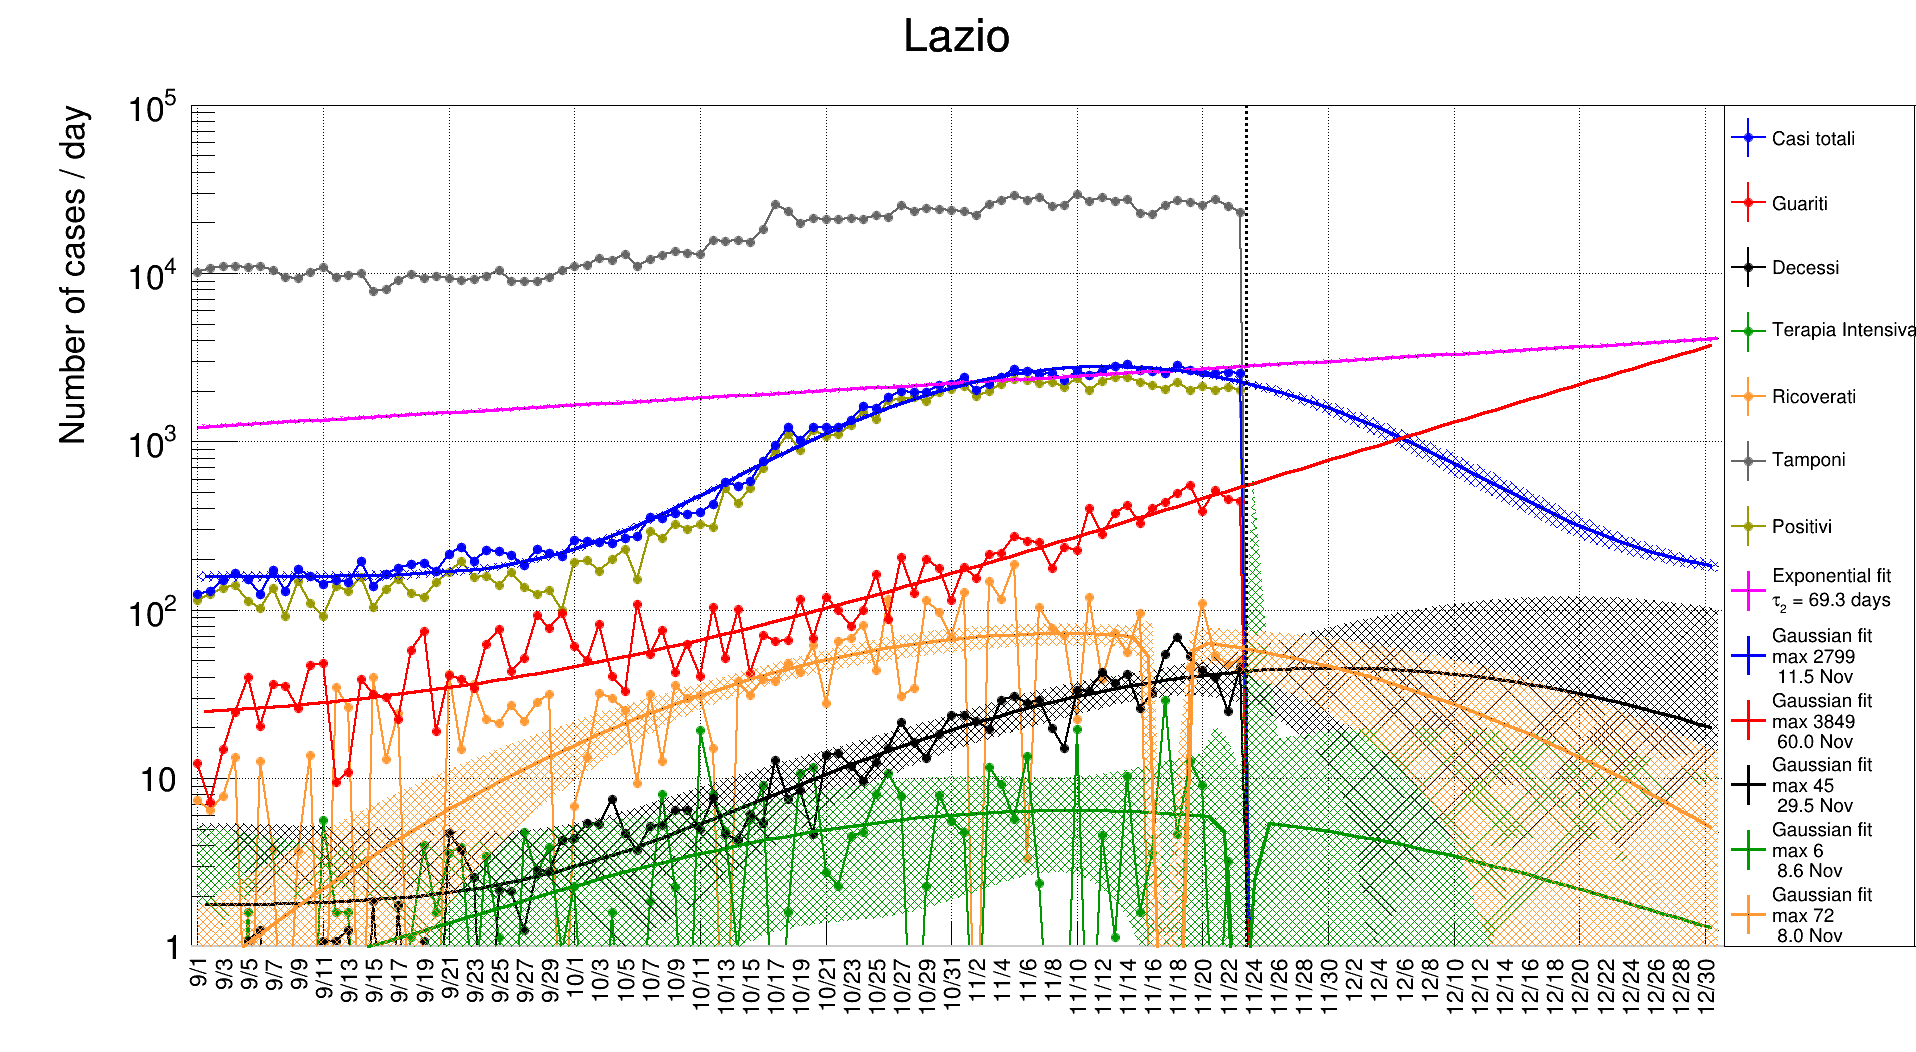 Lazio
Number of cases / day
10^5
10^4
10^3
10^2
10
1
9/1 9/3 9/5 9/7 9/9 9/11 9/13 9/15 9/17 9/19 9/21 9/23 9/25 9/27 9/29 10/1 10/3 10/5 10/7 10/9 10/11 10/13 10/15 10/17 10/19 10/21 10/23 10/25 10/27 10/29 10/31 11/2 11/4 11/6 11/8 11/10 11/12 11/14 11/16 11/18 11/20 11/22 11/24 11/26 11/28 11/30 12/2 12/4 12/6 12/8 12/10 12/12 12/14 12/16 12/18 12/20 12/22 12/24 12/26 12/28 12/30
Casi totali
Guariti
Decessi
Terapia Intensiva
Ricoverati
Tamponi
Positivi
Exponential fit
τ2 = 69.3 days
Gaussian fit
max 2799
11.5 Nov
Gaussian fit
max 3849
60.0 Nov
Gaussian fit
max 45
29.5 Nov
Gaussian fit
max 6
8.6 Nov
Gaussian fit
max 72
8.0 Nov